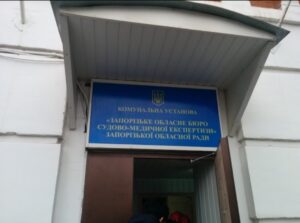 КОМУНАЛЬНА УСТАНОВА
«ЗАПОРІЗЬКЕ ОБЛАСНЕ БЮРО
СУДОВО-МЕДИЧНОЇ ЕКСПЕРТИЗИ»
ЗАПОРІЗЬКОЇ ОБЛАСНОЇ РАДИ